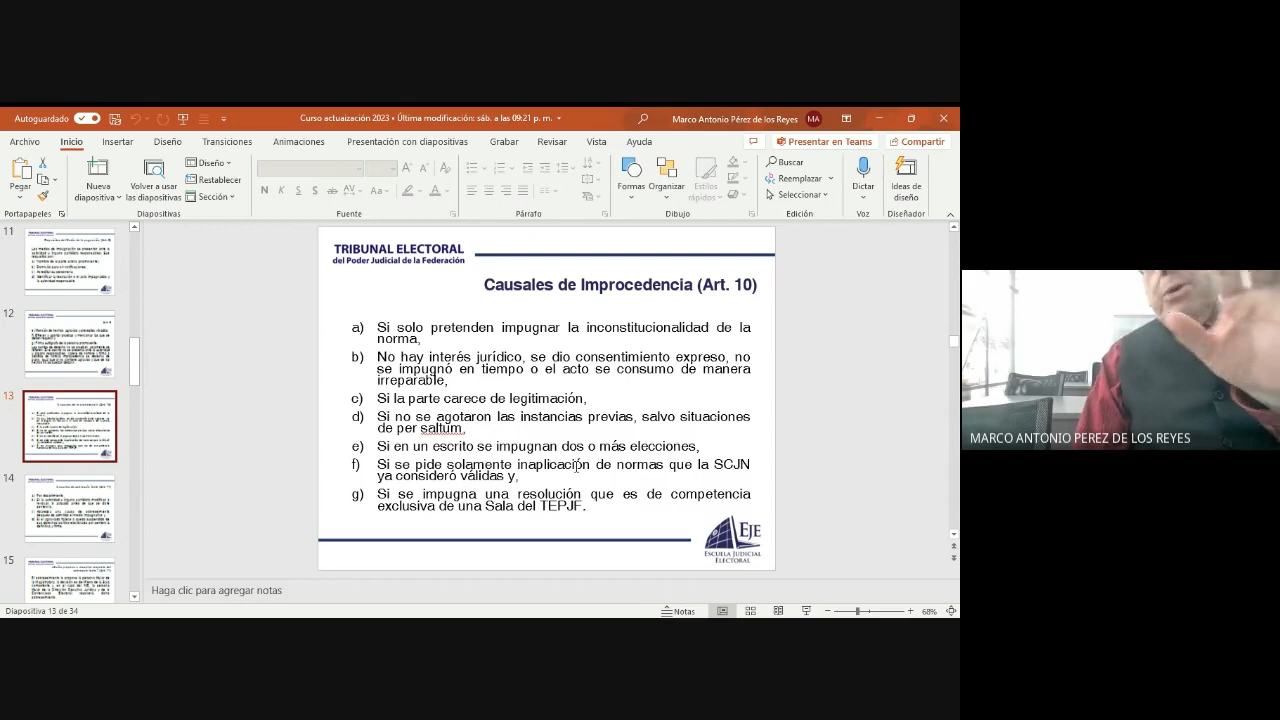 Autoguardado
Curso actuaización 2023 • Última modificación: sáb. a las 09:21 p. m.
Marco Antonio Pérez de los Reyes
MA
Archivo Inicio Insertar Diseño Transiciones Animaciones Presentación con diapositivas Grabar Revisar Vista Ayuda
Presentar en Teams
Compartir
Pegar
Nueva diapositiva
Volver a usar las diapositivas
Diseño
Restablecer
Sección
Formas
Organizar
Estilos rápidos
Buscar
Reemplazar
Seleccionar
Dictar
Ideas de diseño
Portapapeles
Diapositivas
Fuente
Párrafo
Dibujo
Edición
Voz
Diseñador
11
12
13
14
15
TRIBUNAL ELECTORAL
del Poder Judicial de la Federación
Causales de Improcedencia (Art. 10)
a) Si solo pretenden impugnar la inconstitucionalidad de la
norma,
b) No hay interés jurídico, se dio consentimiento expreso, no
se impugnó en tiempo o el acto se consumo de manera
irreparable,
c) Si la parte carece de legitimación,
d) Si no se agotaron las instancias previas, salvo situaciones
de per saltum,
e) Si en un escrito se impugnan dos o más elecciones,
f) Si se pide solamente inaplicación de normas que la SCJN
ya consideró válidas y,
g) Si se impugna una resolución que es de competencia
exclusiva de una Sala del TEPJF.
EJE
ESCUELA JUDICIAL
ELECTORAL
Haga clic para agregar notas
Diapositiva 13 de 34
Notas
68%
MARCO ANTONIO PEREZ DE LOS REYES